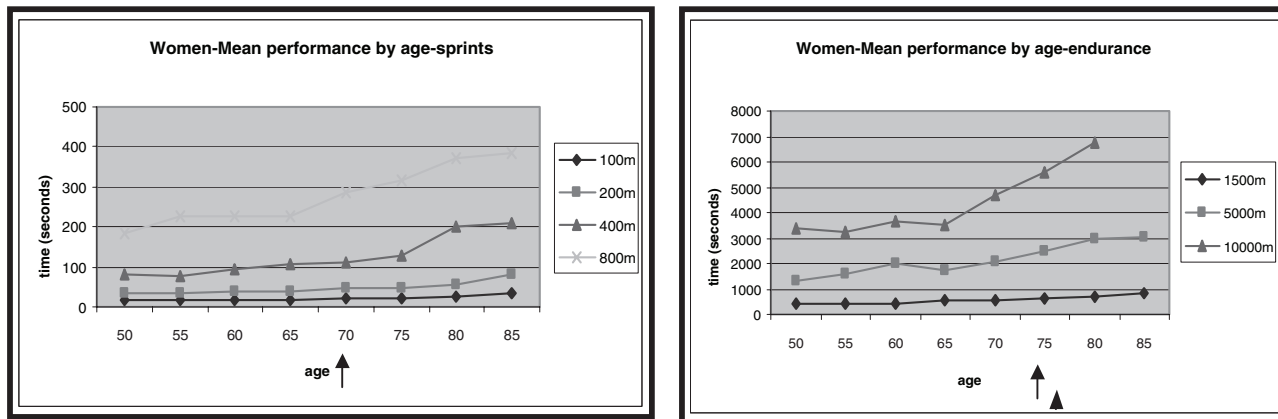 Women-Mean performance by age-sprints
time (seconds)
500
400
300
200
100
0
50 55 60 65 70 75 80 85
age
100m
200m
400m
800m
Women-Mean performance by age-endurance
time (seconds)
8000
7000
6000
5000
4000
3000
2000
1000
0
50 55 60 65 70 75 80 85
age
1500m
5000m
10000m